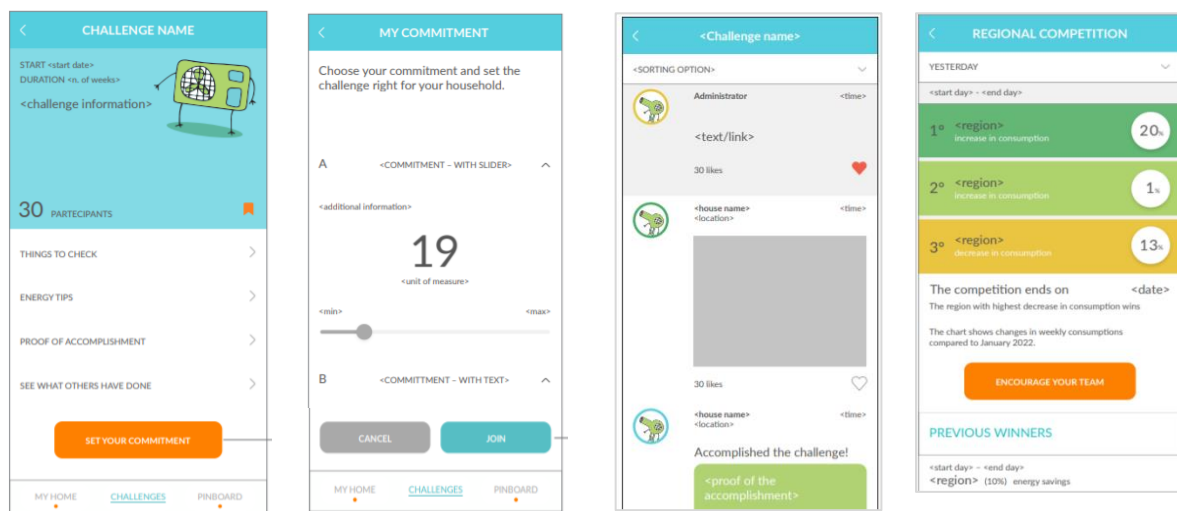 CHALLENGE NAME
START <start date>
DURATION <n. of weeks>
<challenge information>
30 PARTECIPANTS
THINGS TO CHECK
ENERGY TIPS
PROOF OF ACCOMPLISHMENT
SEE WHAT OTHERS HAVE DONE
SET YOUR COMMITMENT
MY HOME CHALLENGES PINBOARD
MY COMMITMENT
Choose your commitment and set the
challenge right for your household.
A <COMMITMENT – WITH SLIDER>
<additional information>
19
<unit of measure>
<min> <max>
B <COMMITTMENT – WITH TEXT>
CANCEL JOIN
MY HOME CHALLENGES PINBOARD
<Challenge name>
<SORTING OPTION>
Administrator <time>
<text/link>
30 likes
<house name> <time>
<location>
30 likes
<house name> <time>
<location>
Accomplished the challenge!
<proof of the
accomplishment>
REGIONAL COMPETITION
YESTERDAY
<start day> - <end day>
1° <region> 20%
increase in consumption
2° <region> 1%
increase in consumption
3° <region> 13%
decrease in consumption
The competition ends on <date>
The region with highest decrease in consumption wins
The chart shows changes in weekly consumptions
compared to January 2022.
ENCOURAGE YOUR TEAM
PREVIOUS WINNERS
<start day> – <end day>
<region> (10%) energy savings